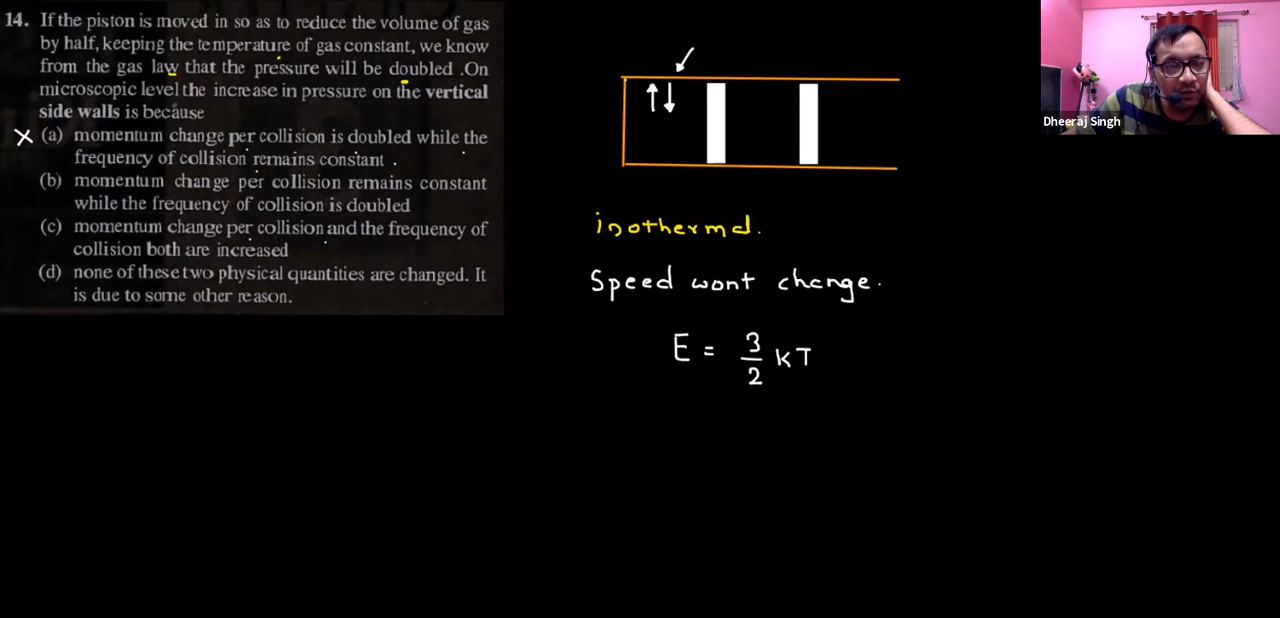 14. If the piston is moved in so as to reduce the volume of gas
by half, keeping the temperature of gas constant, we know
from the gas law that the pressure will be doubled .On
microscopic level the increase in pressure on the vertical
side walls is because
(a) momentum change per collision is doubled while the
frequency of collision remains constant .
(b) momentum change per collision remains constant
while the frequency of collision is doubled
(c) momentum change per collision and the frequency of
collision both are increased
(d) none of these two physical quantities are changed. It
is due to some other reason.
isothermal.
Speed wont change.
E = 3/2 KT
Dheeraj Singh